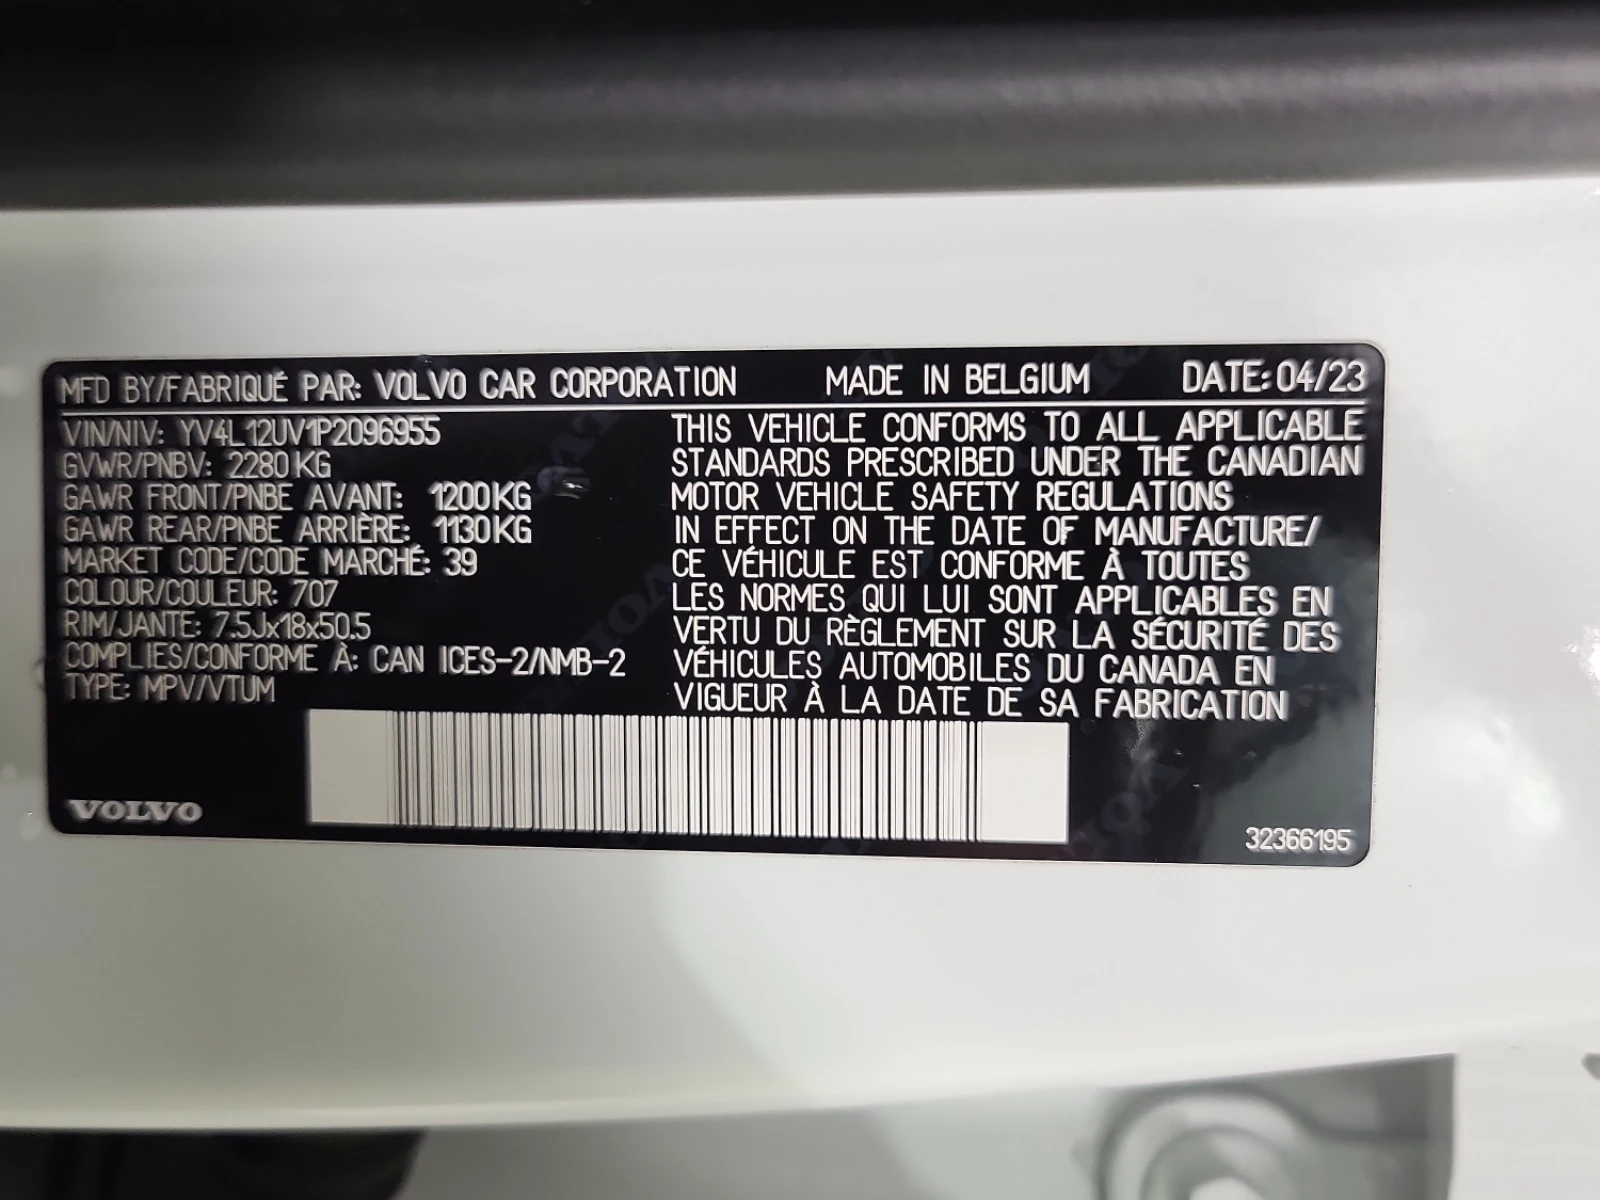 MFD BY/FABRIQUÉ PAR: VOLVO CAR CORPORATION MADE IN BELGIUM DATE: 04/23
VIN/NIV: YV4L12UV1P2096955
GVWR/PNBV: 2280 KG
GAWR FRONT/PNBE AVANT: 1200KG
GAWR REAR/PNBE ARRIÈRE: 1130KG
MARKET CODE/CODE MARCHÉ: 39
COLOUR/COULEUR: 707
RIM/JANTE: 7.5Jx18x50.5
COMPLIES/CONFORME À: CAN ICES-2/NMB-2
TYPE: MPV/VTUM
THIS VEHICLE CONFORMS TO ALL APPLICABLE
STANDARDS PRESCRIBED UNDER THE CANADIAN
MOTOR VEHICLE SAFETY REGULATIONS
IN EFFECT ON THE DATE OF MANUFACTURE/
CE VÉHICULE EST CONFORME À TOUTES
LES NORMES QUI LUI SONT APPLICABLES EN
VERTU DU RÈGLEMENT SUR LA SÉCURITÉ DES
VÉHICULES AUTOMOBILES DU CANADA EN
VIGUEUR À LA DATE DE SA FABRICATION
VOLVO
32366195